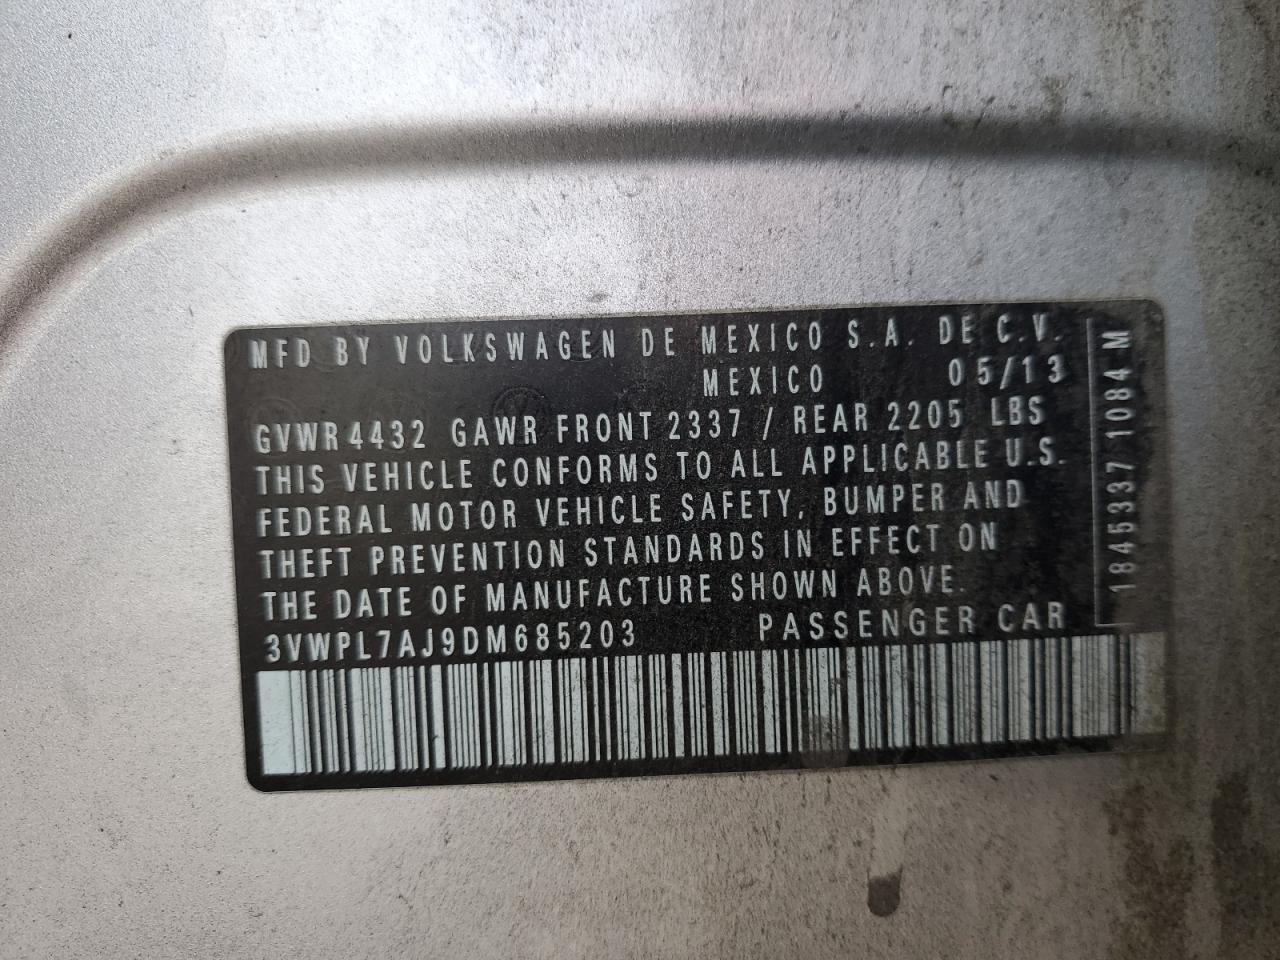 MFD BY VOLKSWAGEN DE MEXICO S.A. DE C.V.
MEXICO 05/13
GVWR 4432 GAWR FRONT 2337 / REAR 2205 LBS
THIS VEHICLE CONFORMS TO ALL APPLICABLE U.S.
FEDERAL MOTOR VEHICLE SAFETY, BUMPER AND
THEFT PREVENTION STANDARDS IN EFFECT ON
THE DATE OF MANUFACTURE SHOWN ABOVE.
3VWPL7AJ9DM685203 PASSENGER CAR
1845337 1084 M